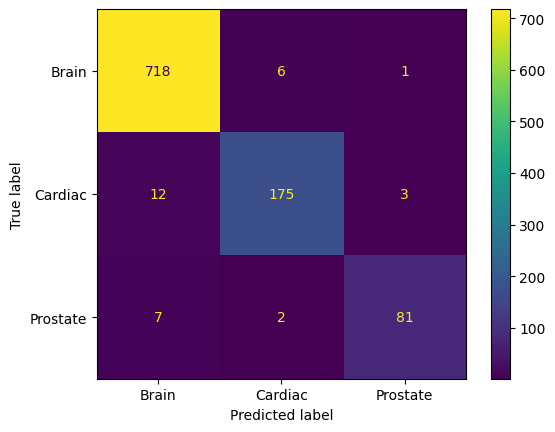 Brain 718 6 1
Cardiac 12 175 3
Prostate 7 2 81
Brain Cardiac Prostate
Predicted label
True label
700
600
500
400
300
200
100